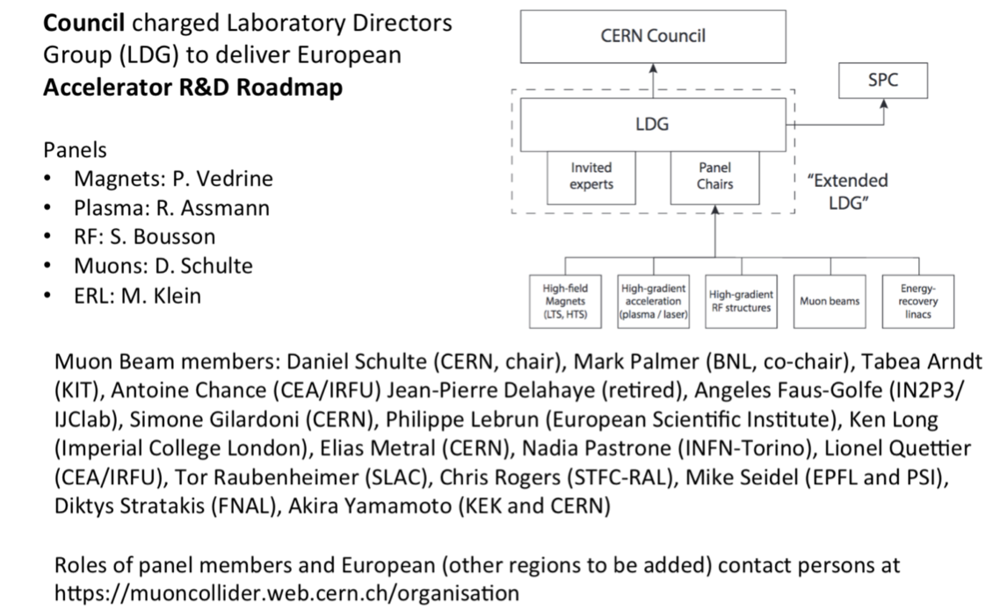 Council charged Laboratory Directors
Group (LDG) to deliver European
Accelerator R&D Roadmap
Panels
• Magnets: P. Vedrine
• Plasma: R. Assmann
• RF: S. Bousson
• Muons: D. Schulte
• ERL: M. Klein
CERN Council
SPC
LDG
Invited
experts
Panel
Chairs
“Extended
LDG”
High-field
Magnets
(LTS, HTS)
High-gradient
acceleration
(plasma / laser)
High-gradient
RF structures
Muon beams
Energy-
recovery
linacs
Muon Beam members: Daniel Schulte (CERN, chair), Mark Palmer (BNL, co-chair), Tabea Arndt
(KIT), Antoine Chance (CEA/IRFU) Jean-Pierre Delahaye (retired), Angeles Faus-Golfe (IN2P3/
IJClab), Simone Gilardoni (CERN), Philippe Lebrun (European Scientific Institute), Ken Long
(Imperial College London), Elias Metral (CERN), Nadia Pastrone (INFN-Torino), Lionel Quettier
(CEA/IRFU), Tor Raubenheimer (SLAC), Chris Rogers (STFC-RAL), Mike Seidel (EPFL and PSI),
Diktys Stratakis (FNAL), Akira Yamamoto (KEK and CERN)
Roles of panel members and European (other regions to be added) contact persons at
https://muoncollider.web.cern.ch/organisation